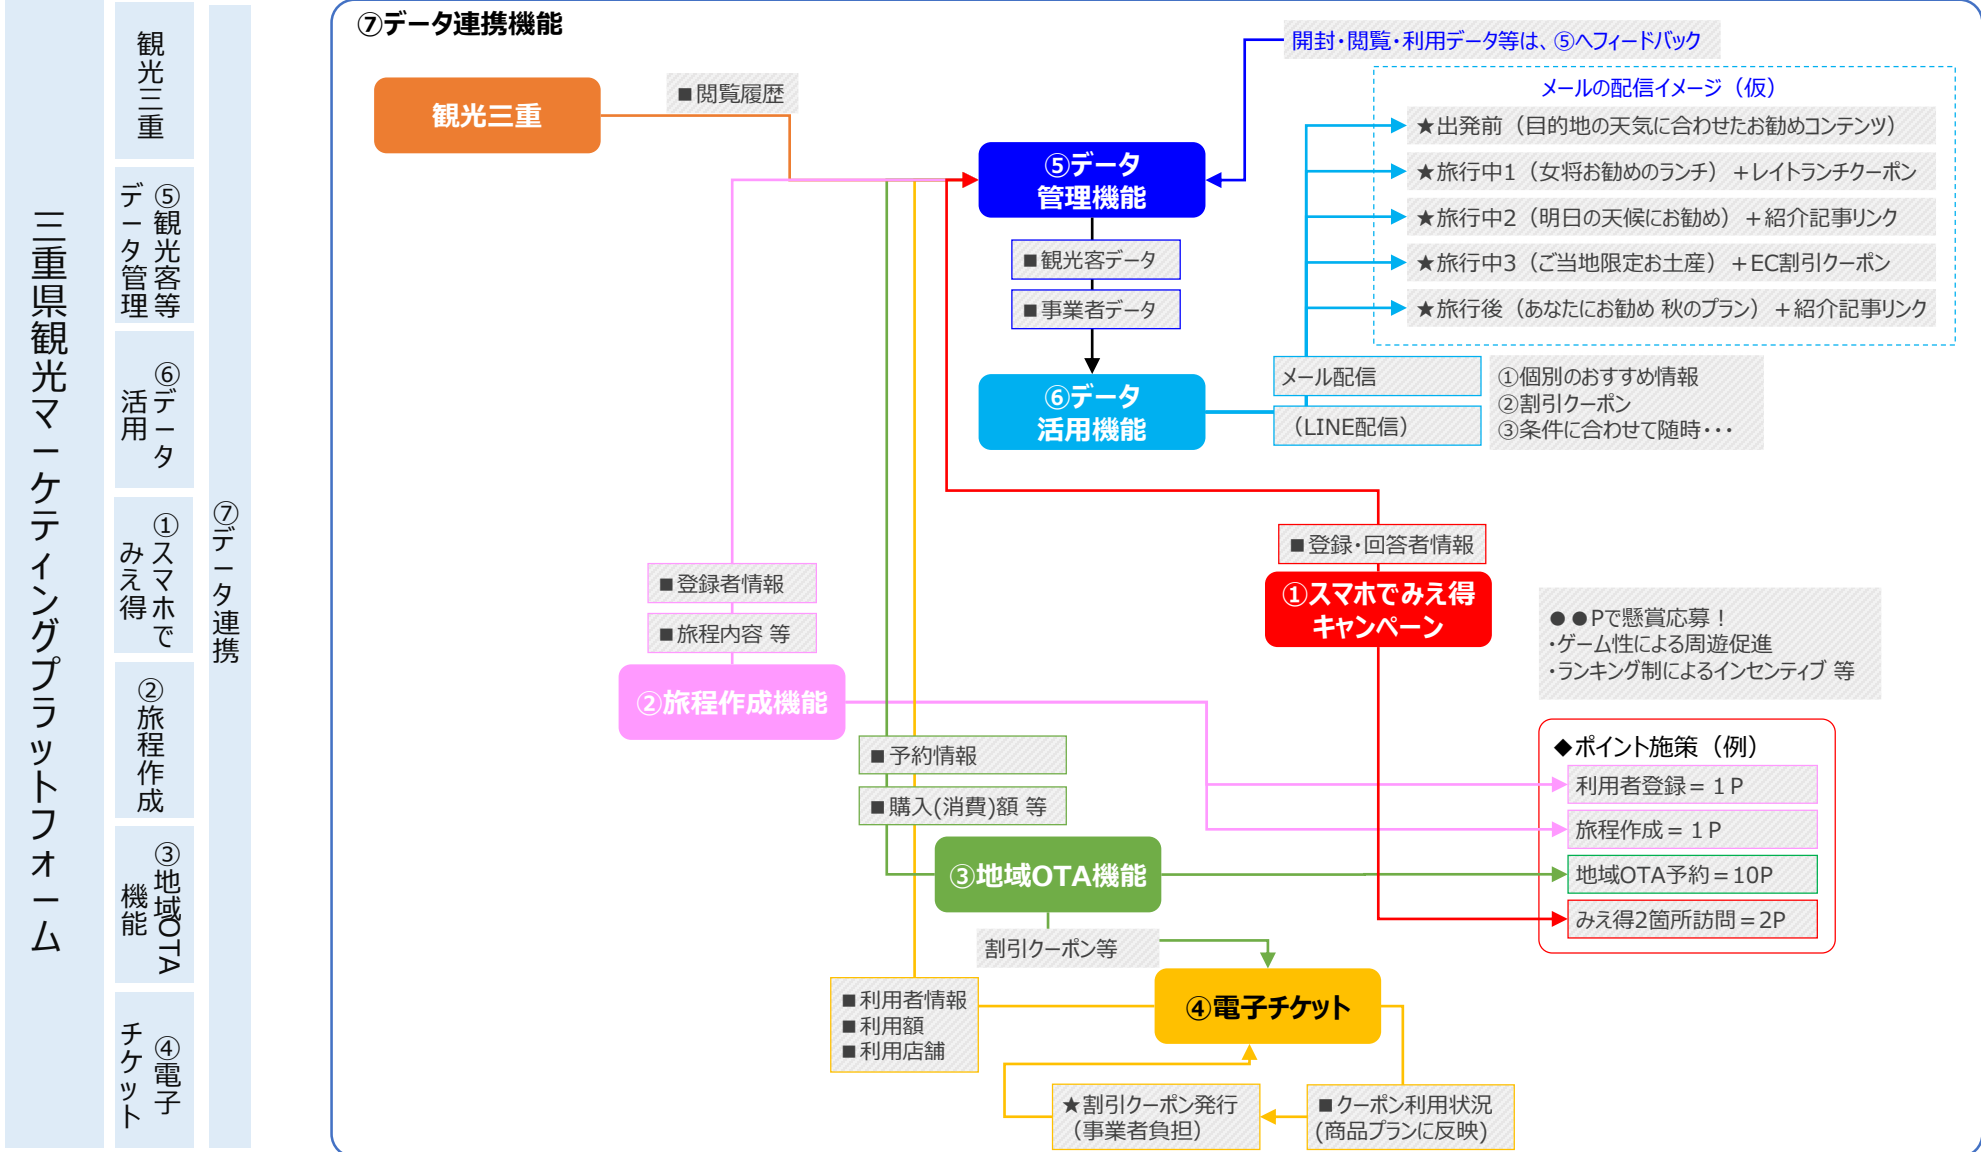 三重県観光マーケティングプラットフォーム
観光三重
⑤観光客等
データ管理
⑥データ
活用
①スマホで
みえ得
②旅程作成
③地域OTA
機能
④電子
チケット
⑦データ連携
⑦データ連携機能
観光三重
■閲覧履歴
開封・閲覧・利用データ等は、⑤へフィードバック
メールの配信イメージ（仮）
★出発前（目的地の天気に合わせたお勧めコンテンツ）
★旅行中1（女将お勧めのランチ）＋レイトランチクーポン
★旅行中2（明日の天候にお勧め）＋紹介記事リンク
★旅行中3（ご当地限定お土産）＋EC割引クーポン
★旅行後（あなたにお勧め 秋のプラン）＋紹介記事リンク
⑤データ
管理機能
■観光客データ
■事業者データ
⑥データ
活用機能
メール配信
（LINE配信）
①個別のおすすめ情報
②割引クーポン
③条件に合わせて随時・・・
■登録・回答者情報
①スマホでみえ得
キャンペーン
■登録者情報
■旅程内容 等
②旅程作成機能
●●Pで懸賞応募！
・ゲーム性による周遊促進
・ランキング制によるインセンティブ 等
◆ポイント施策（例）
利用者登録＝１P
旅程作成＝１P
地域OTA予約＝10P
みえ得2箇所訪問＝2P
■予約情報
■購入(消費)額 等
③地域OTA機能
割引クーポン等
■利用者情報
■利用額
■利用店舗
④電子チケット
★割引クーポン発行
（事業者負担）
■クーポン利用状況
(商品プランに反映)